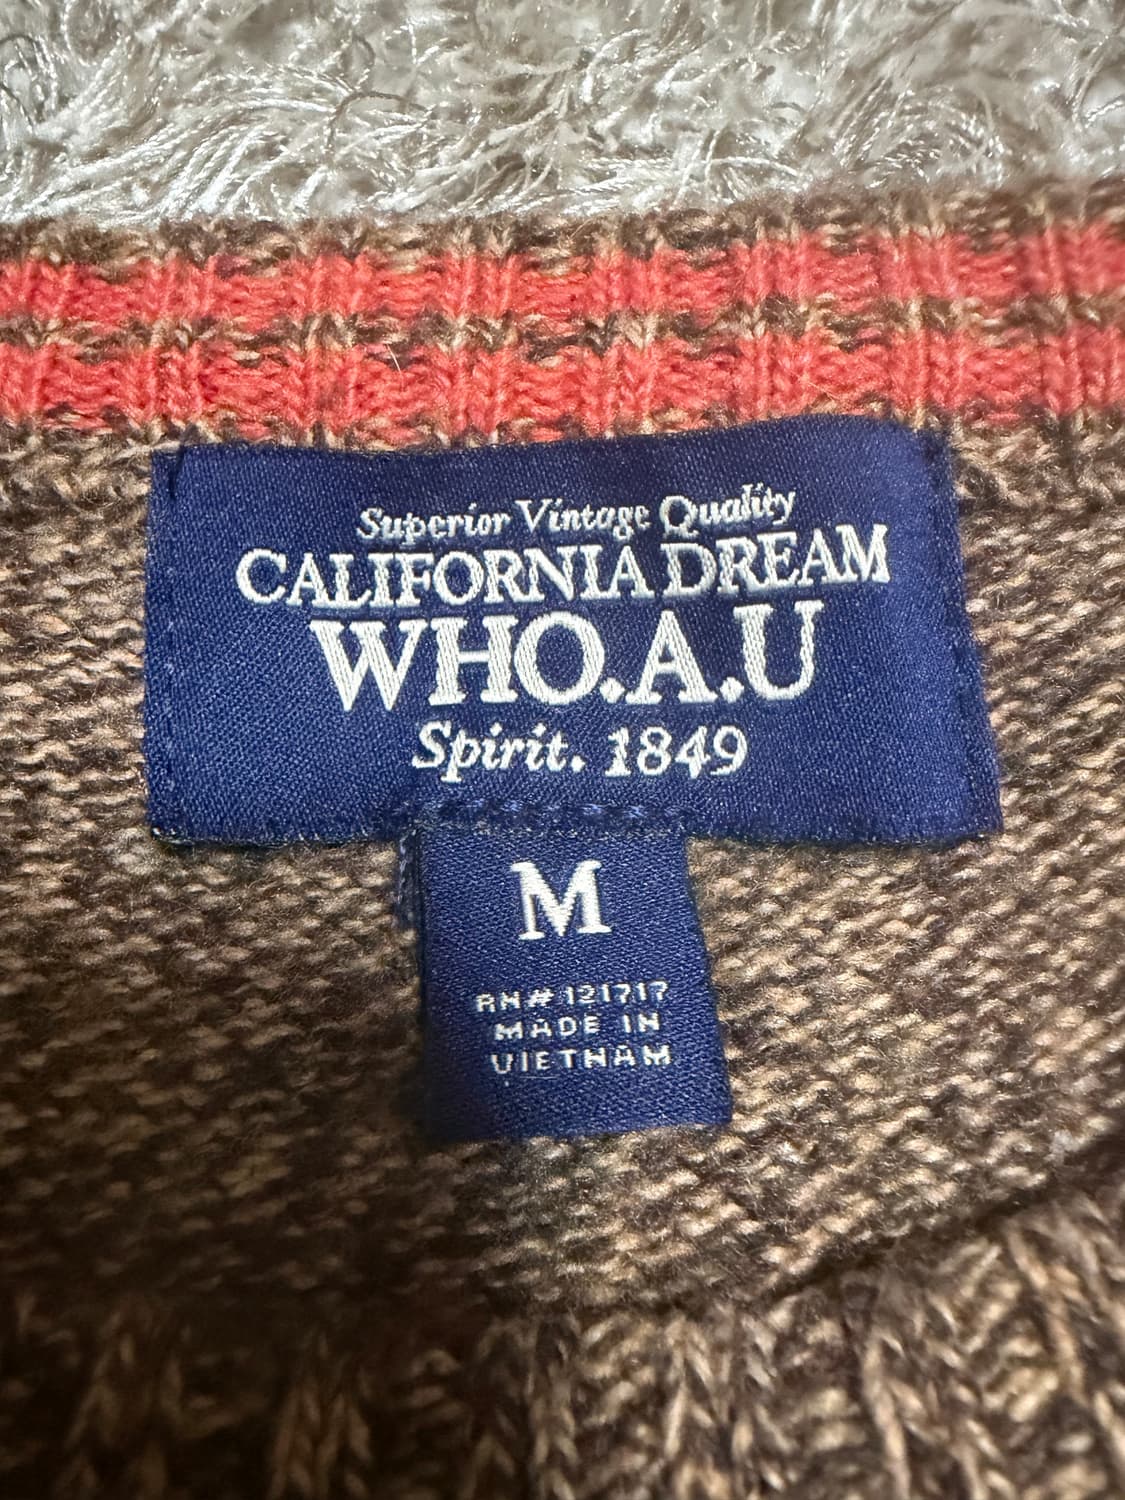 Superior Vintage Quality
CALIFORNIA DREAM
WHO.A.U
Spirit. 1849
M
RN# 121717
MADE IN
VIETNAM